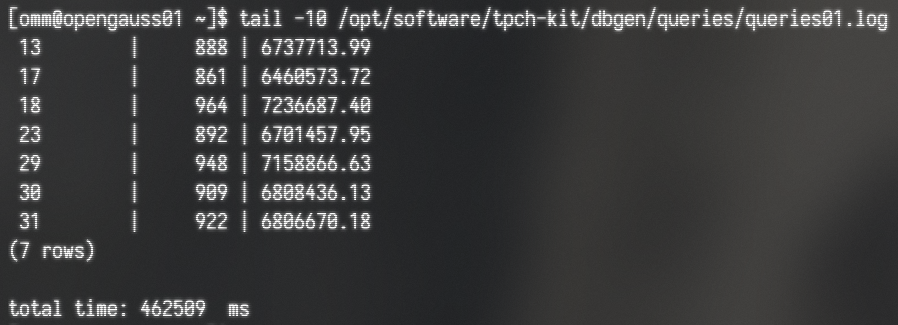 [omm@opengauss01 ~]$ tail -10 /opt/software/tpch-kit/dbgen/queries/queries01.log
 13        |     888 | 6737713.99
 17        |     861 | 6460573.72
 18        |     964 | 7236687.40
 23        |     892 | 6701457.95
 29        |     948 | 7158866.63
 30        |     909 | 6808436.13
 31        |     922 | 6806670.18
(7 rows)

total time: 462509  ms